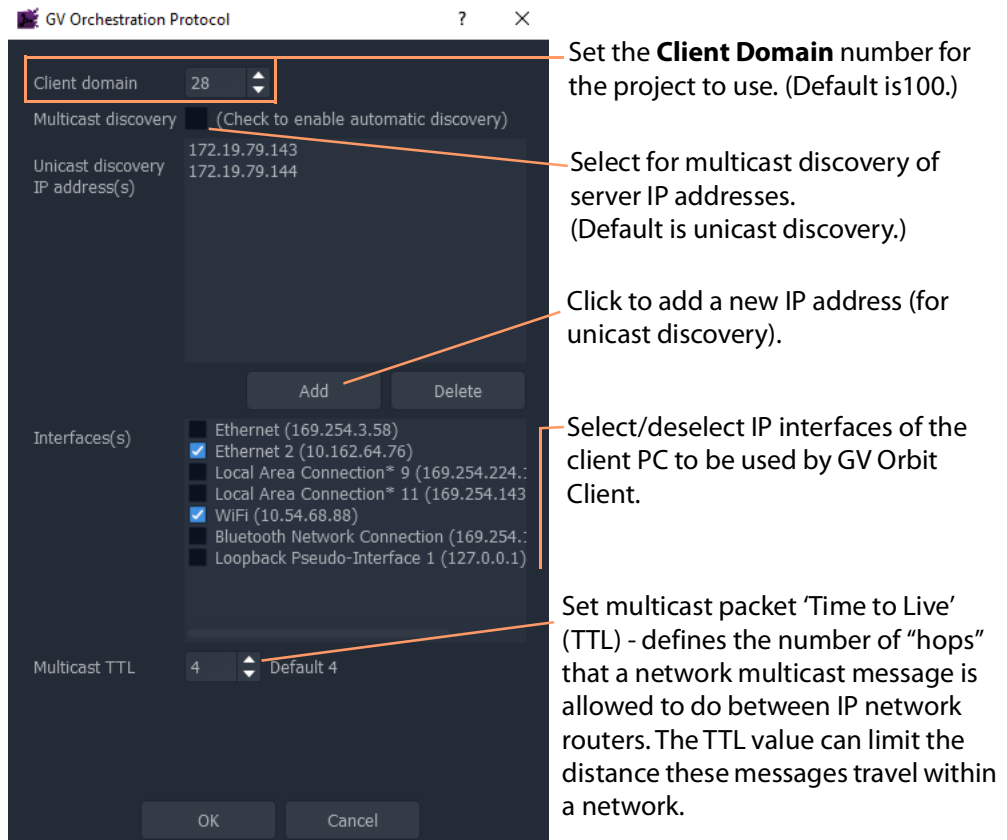 GV Orchestration Protocol
?
Client domain
28
Multicast discovery
(Check to enable automatic discovery)
Unicast discovery
IP address(s)
172.19.79.143
172.19.79.144
Add
Delete
Interfaces(s)
Ethernet (169.254.3.58)
Ethernet 2 (10.162.64.76)
Local Area Connection* 9 (169.254.224.1
Local Area Connection* 11 (169.254.143
WiFi (10.54.68.88)
Bluetooth Network Connection (169.254.1
Loopback Pseudo-Interface 1 (127.0.0.1)
Multicast TTL
4
Default 4
OK
Cancel
Set the Client Domain number for
the project to use. (Default is100.)
Select for multicast discovery of
server IP addresses.
(Default is unicast discovery.)
Click to add a new IP address (for
unicast discovery).
Select/deselect IP interfaces of the
client PC to be used by GV Orbit
Client.
Set multicast packet ‘Time to Live’
(TTL) - defines the number of “hops”
that a network multicast message is
allowed to do between IP network
routers. The TTL value can limit the
distance these messages travel within
a network.